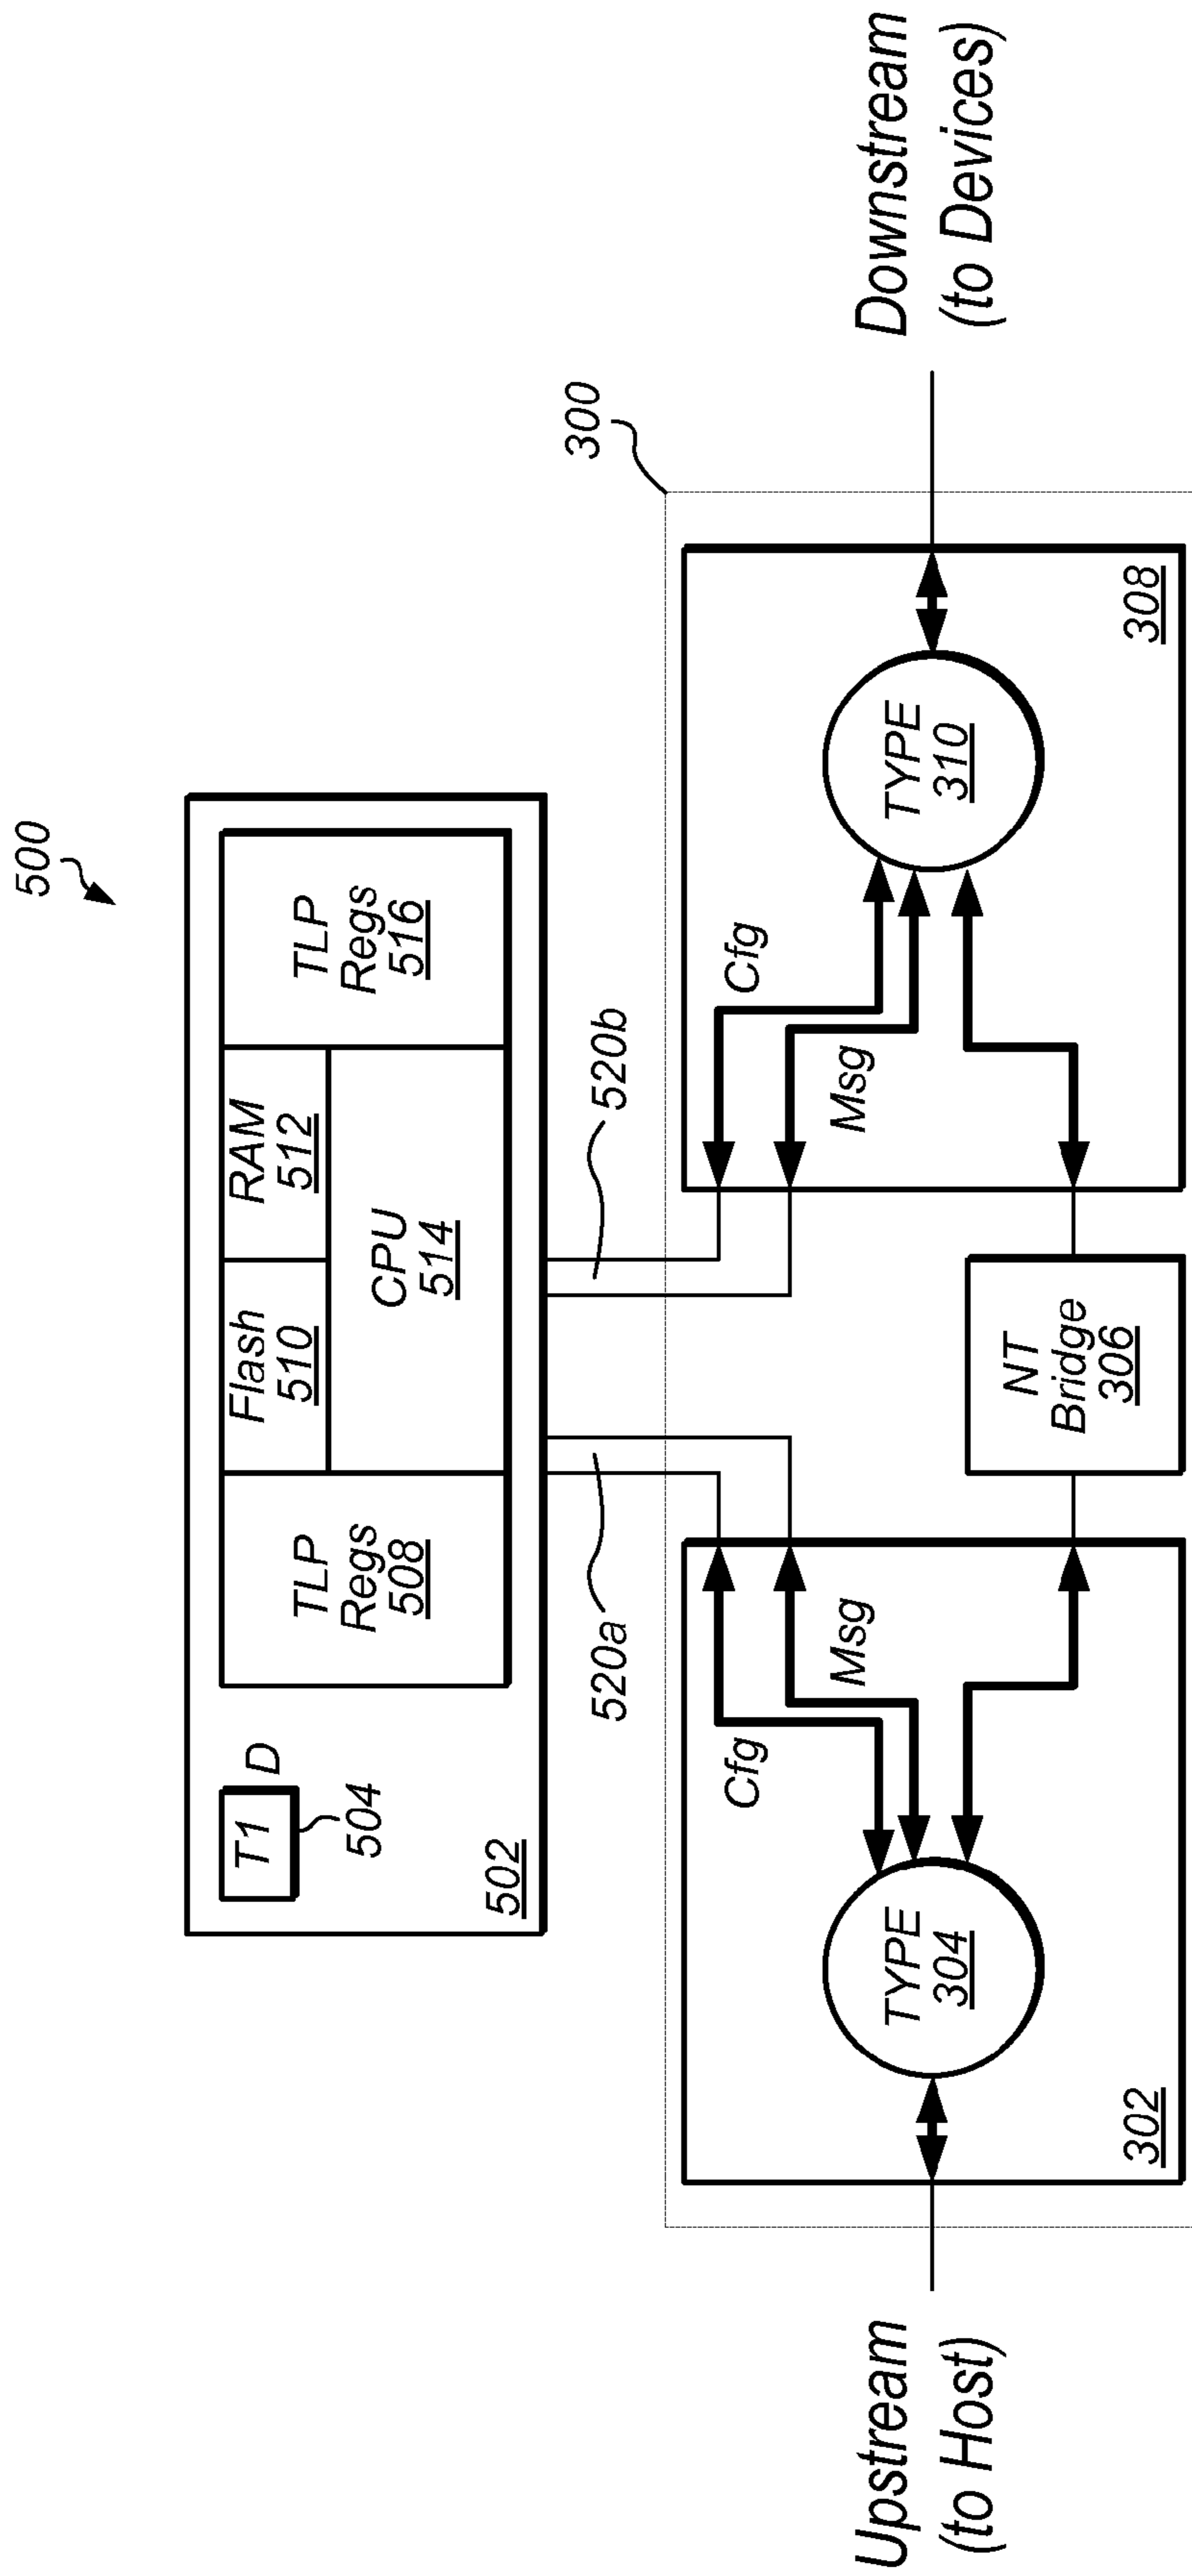 500
T1
D
504
502
TLP
Regs
508
Flash
510
RAM
512
CPU
514
TLP
Regs
516
520a
520b
300
Upstream
(to Host)
Cfg
Msg
TYPE
304
302
NT
Bridge
306
Cfg
Msg
TYPE
310
308
Downstream
(to Devices)